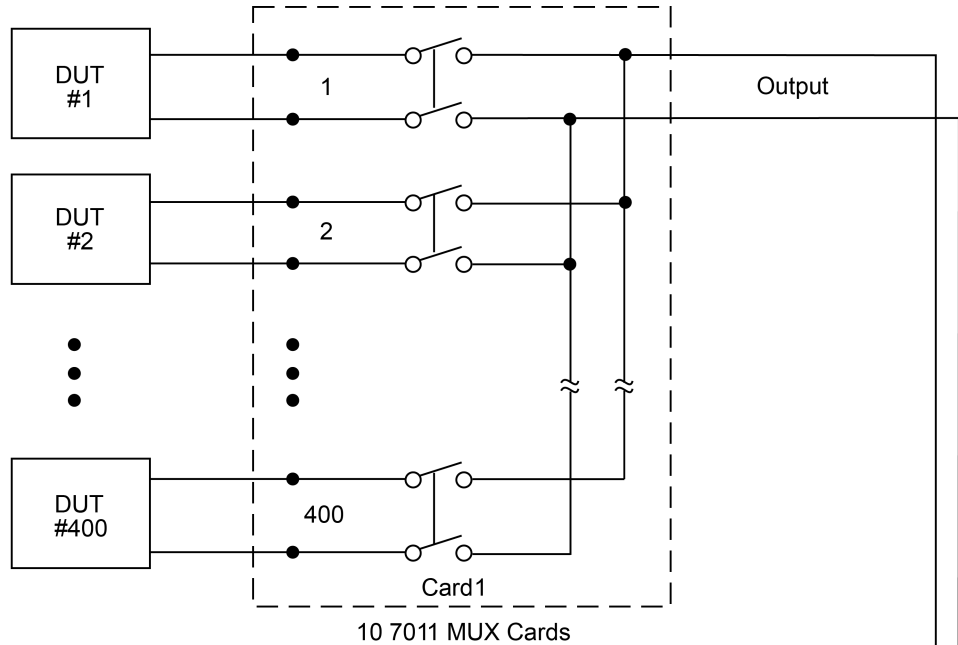 DUT
#1
1
Output
DUT
#2
2
DUT
#400
400
Card1
10 7011 MUX Cards